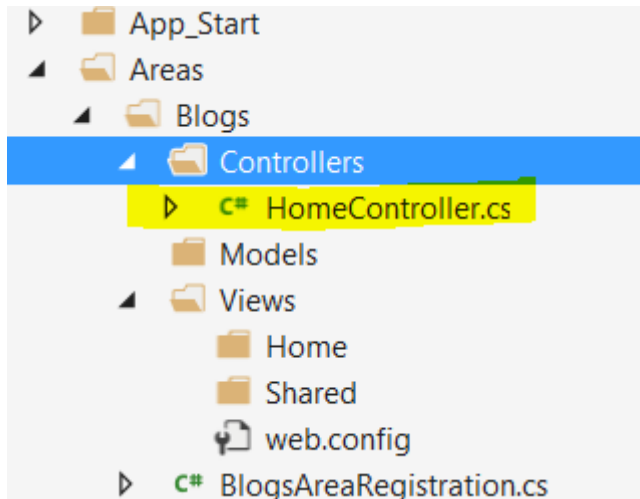 App_Start
Areas
Blogs
Controllers
C# HomeController.cs
Models
Views
Home
Shared
web.config
C# BlogsAreaRegistration.cs